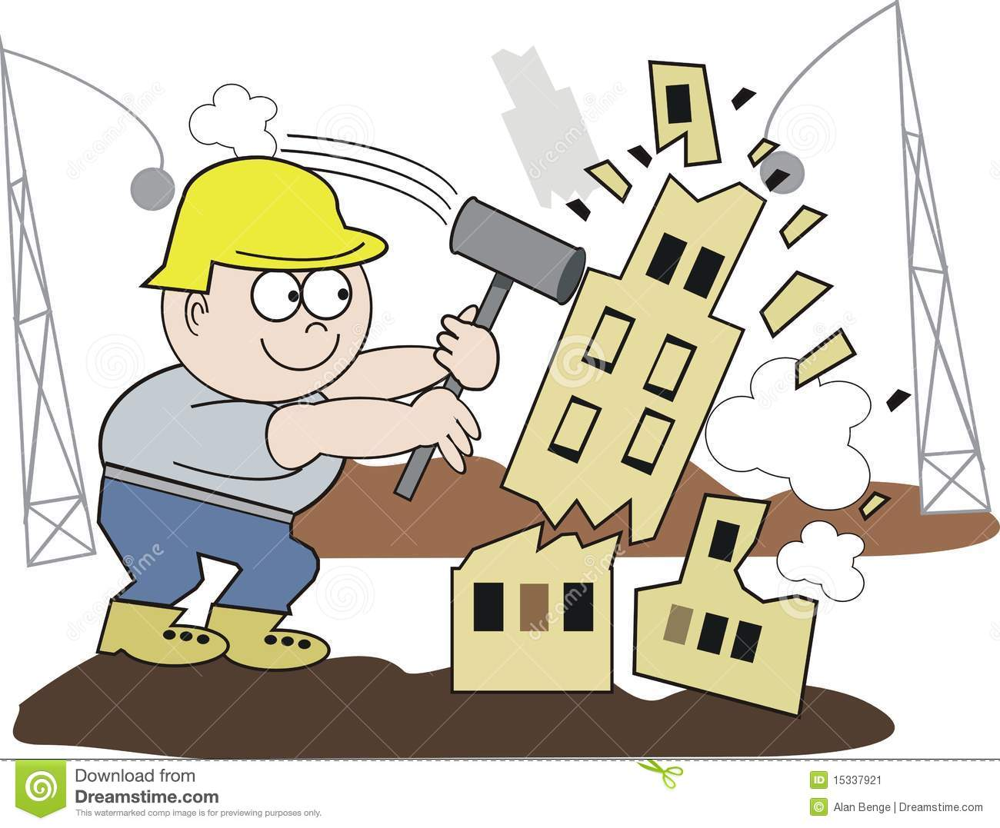 Download from
Dreamstime.com
This watermarked comp image is for previewing purposes only.
ID 15337921
© Alan Benge | Dreamstime.com